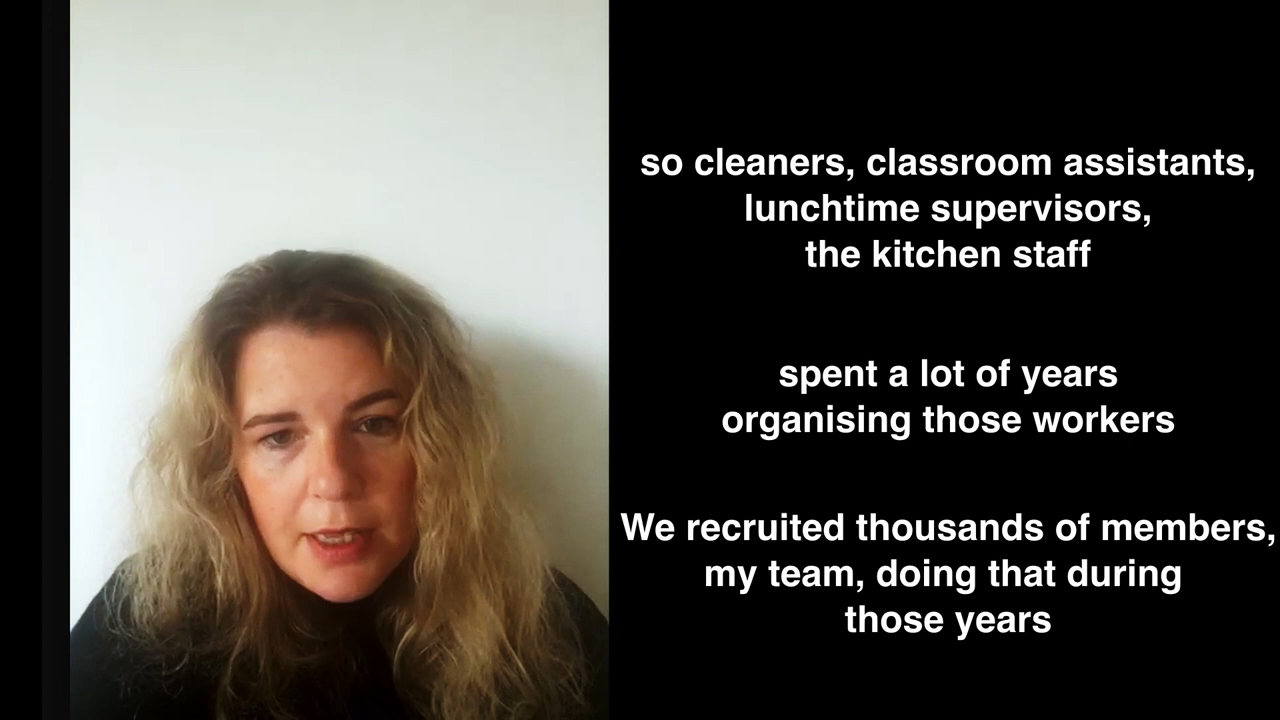 so cleaners, classroom assistants,
lunchtime supervisors,
the kitchen staff
spent a lot of years
organising those workers
We recruited thousands of members,
my team, doing that during
those years